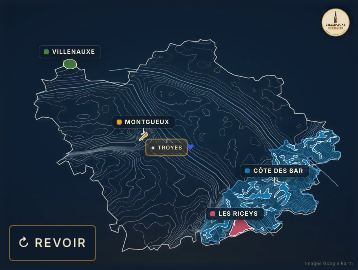 VILLENAUXE
MONTGUEUX
TROYES
CÔTE DES BAR
LES RICEYS
REVOIR